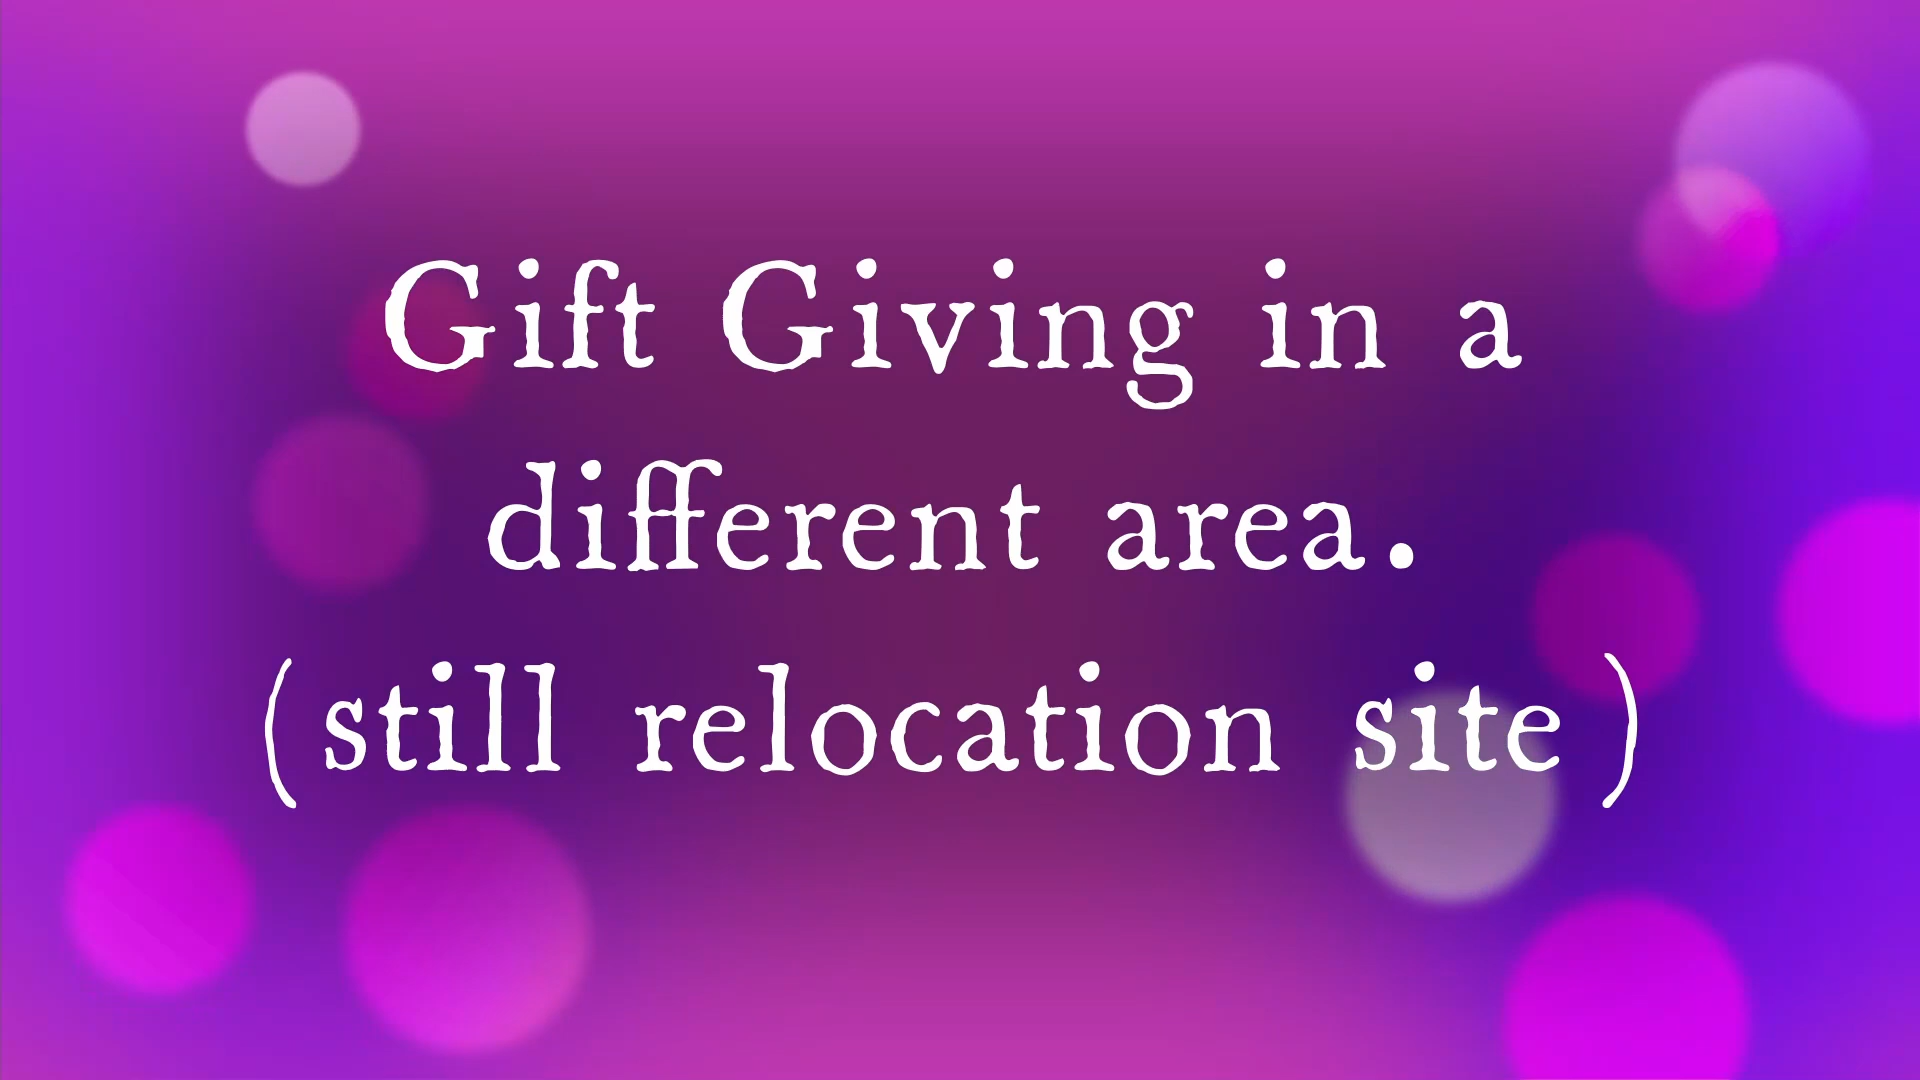 Gift Giving in a
different area.
(still relocation site)